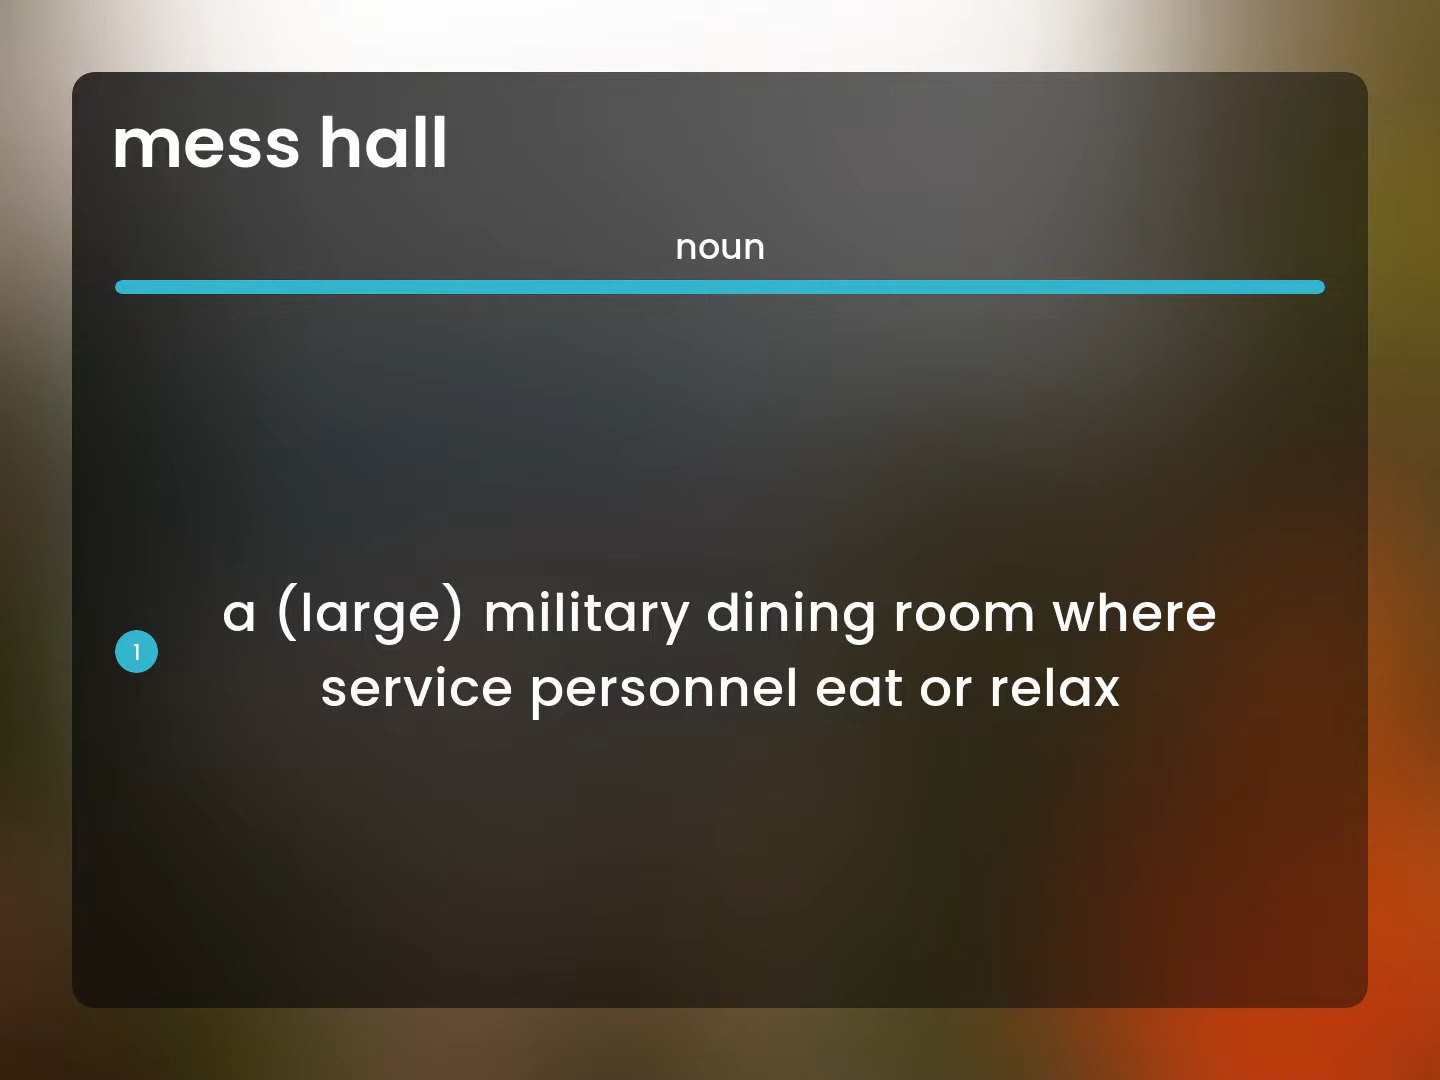 mess hall
noun
1
a (large) military dining room where
service personnel eat or relax